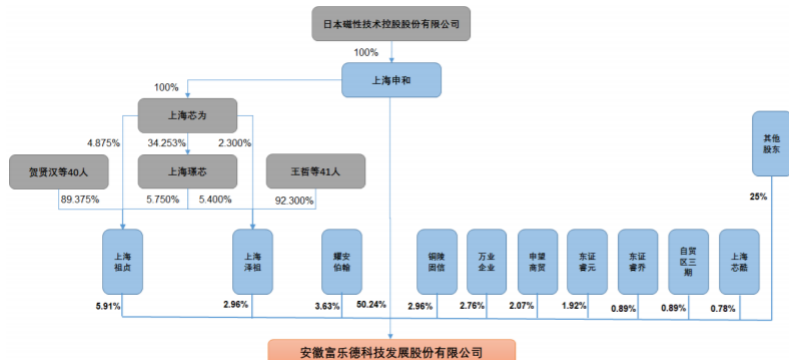 日本磁性技术控股股份有限公司
100%
上海申和
100%
上海芯为
4.875%
34.253%
2.300%
其他
股东
贺贤汉等40人
上海璟芯
王哲等41人
89.375%
5.750%
5.400%
92.300%
25%
上海
祖贞
上海
泽祖
耀安
伯翰
铜陵
固信
万业
企业
申望
商贸
东证
睿元
东证
睿乔
自贸
区三
期
上海
芯酷
5.91%
2.96%
3.63%
50.24%
2.96%
2.76%
2.07%
1.92%
0.89%
0.89%
0.78%
安徽富乐德科技发展股份有限公司